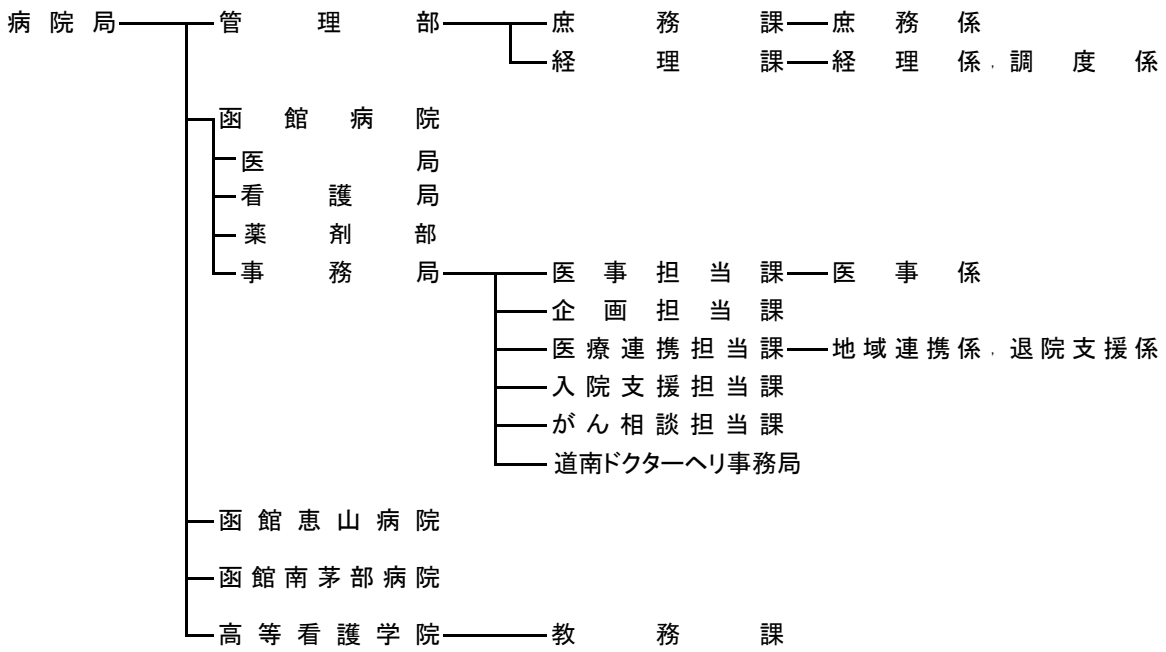 病院局 管理部 庶務課 庶務係
経理課 経理係，調度係
函館病院
医局
看護局
薬剤部
事務局 医事担当課 医事係
企画担当課
医療連携担当課 地域連携係，退院支援係
入院支援担当課
がん相談担当課
道南ドクターヘリ事務局
函館恵山病院
函館南茅部病院
高等看護学院 教務課